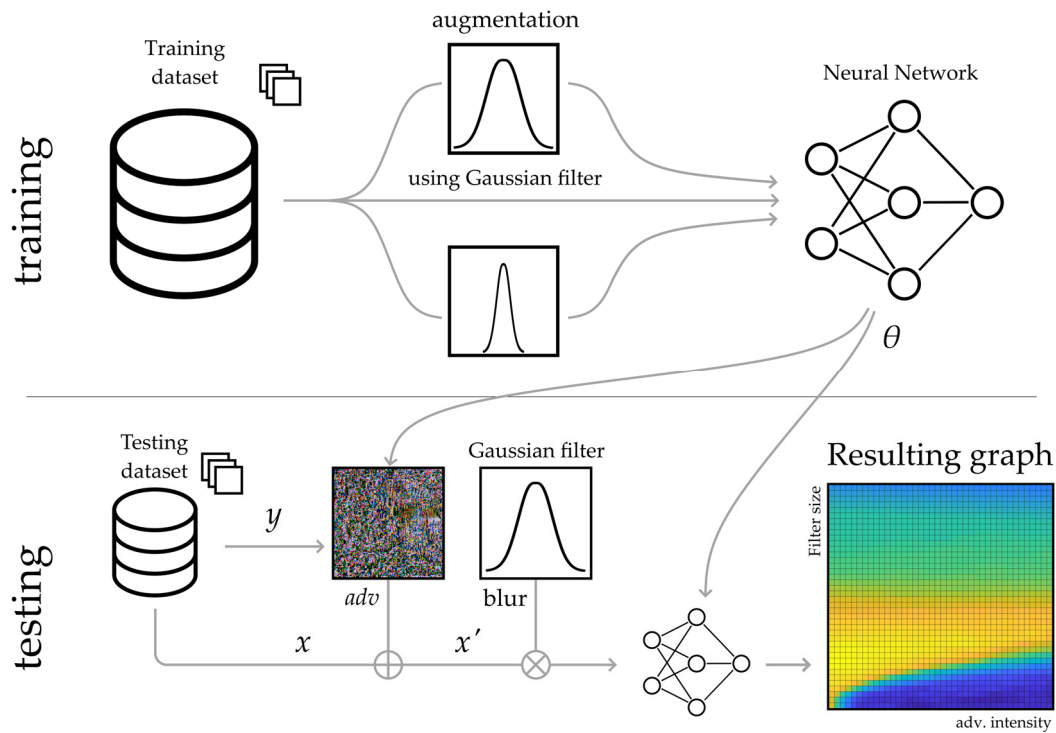 training
Training
dataset
augmentation
using Gaussian filter
Neural Network
θ
testing
Testing
dataset
y
adv
x
x′
Gaussian filter
blur
Resulting graph
Filter size
adv. intensity